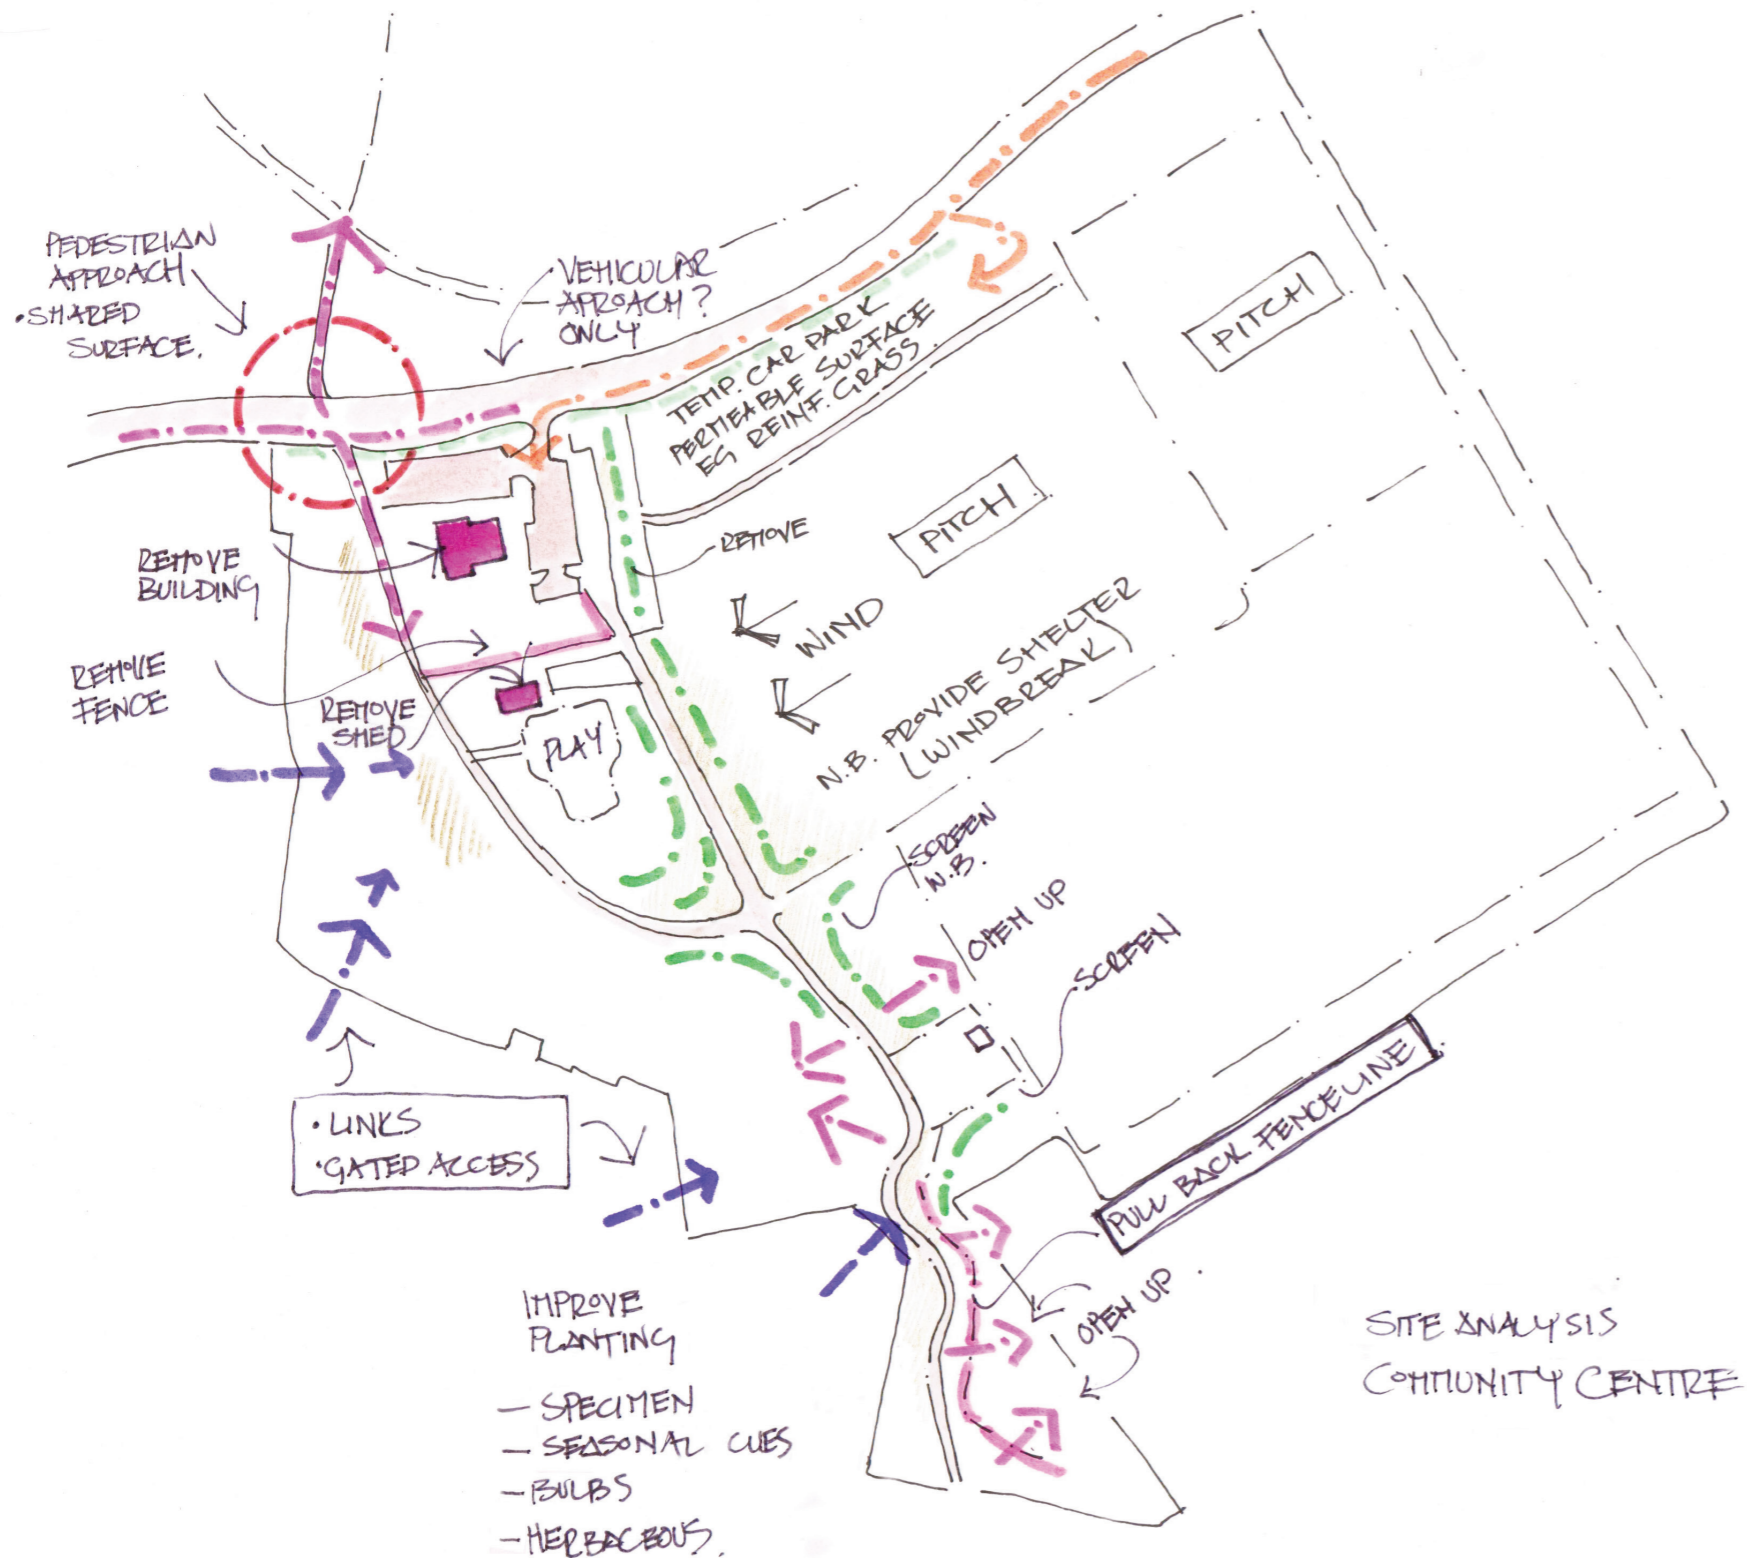 PEDESTRIAN
APPROACH
• SHARED
SURFACE.
VEHICULAR
APROACH?
ONLY
TEMP. CAR PARK
PERMEABLE SURFACE
EG REINF. GRASS.
PITCH
PITCH
REMOVE
BUILDING
REMOVE
WIND
N.B. PROVIDE SHELTER
(WINDBREAK)
REMOVE
FENCE
REMOVE
SHED
PLAY
SCREEN
N.B.
OPEN UP
SCREEN
• LINKS
• GATED ACCESS
PULL BACK FENCELINE
OPEN UP
IMPROVE
PLANTING
- SPECIMEN
- SEASONAL CUES
- BULBS
- HERBACEOUS.
SITE ANALYSIS
COMMUNITY CENTRE